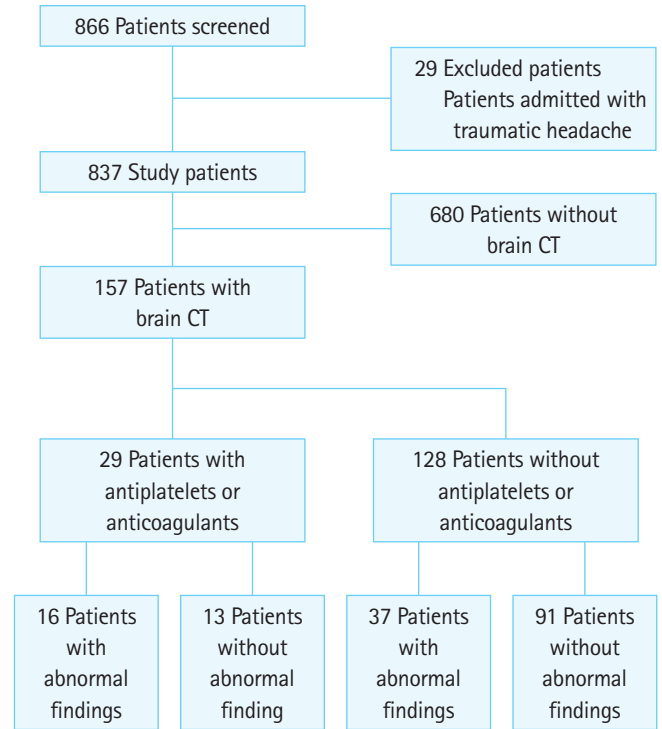 866 Patients screened
29 Excluded patients
Patients admitted with
traumatic headache
837 Study patients
680 Patients without
brain CT
157 Patients with
brain CT
29 Patients with
antiplatelets or
anticoagulants
128 Patients without
antiplatelets or
anticoagulants
16 Patients
with
abnormal
findings
13 Patients
without
abnormal
finding
37 Patients
with
abnormal
findings
91 Patients
without
abnormal
findings